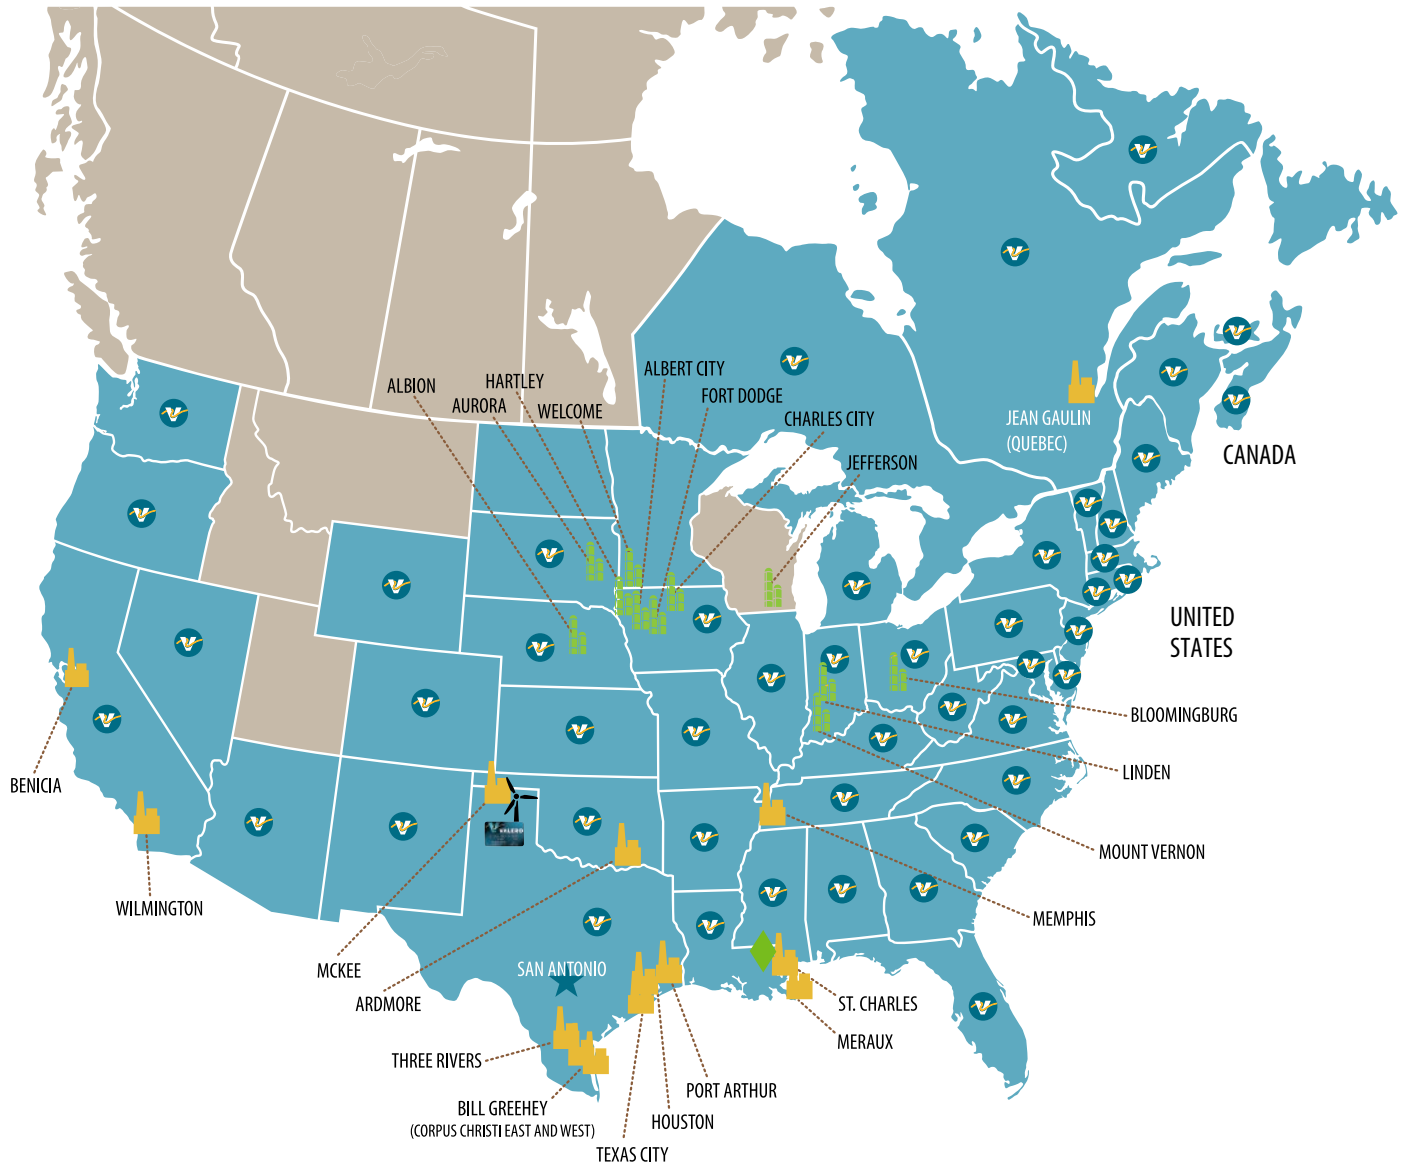 ALBION
HARTLEY
AURORA
WELCOME
ALBERT CITY
FORT DODGE
CHARLES CITY
JEFFERSON
JEAN GAULIN
(QUEBEC)
CANADA
UNITED
STATES
BLOOMINGBURG
LINDEN
MOUNT VERNON
MEMPHIS
BENICIA
WILMINGTON
VALERO
MCKEE
ARDMORE
SAN ANTONIO
ST. CHARLES
MERAUX
THREE RIVERS
BILL GREEHEY
(CORPUS CHRISTI EAST AND WEST)
PORT ARTHUR
HOUSTON
TEXAS CITY